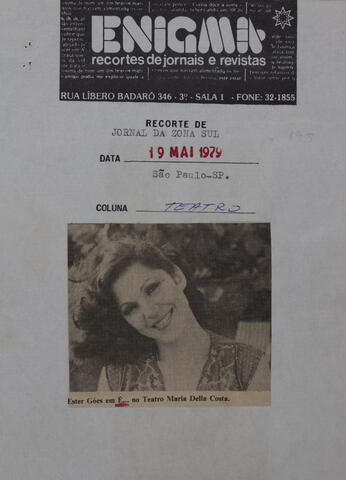 ENIGMA
recortes de jornais e revistas
RUA LÍBERO BADARÓ 346 - 3º - SALA I - FONE: 32-1855
RECORTE DE
JORNAL DA ZONA SUL
DATA 19 MAI 1979
São Paulo-SP.
COLUNA TEATRO
Ester Góes em É... no Teatro Maria Della Costa.